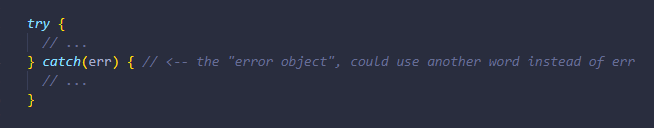 try {
// ...
} catch(err) { // <-- the "error object", could use another word instead of err
// ...
}